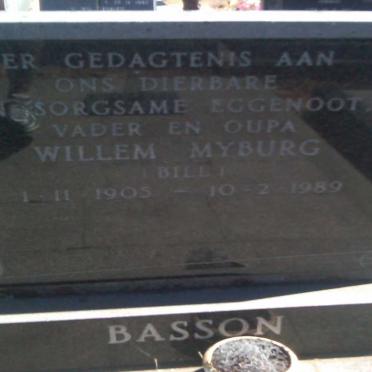 ER GEDAGTENIS AAN
ONS DIERBARE
SORGSAME EGGENOOT
VADER EN OUPA
WILLEM MYBURG
(BILL)
1-11-1905 — 10-2-1989
BASSON